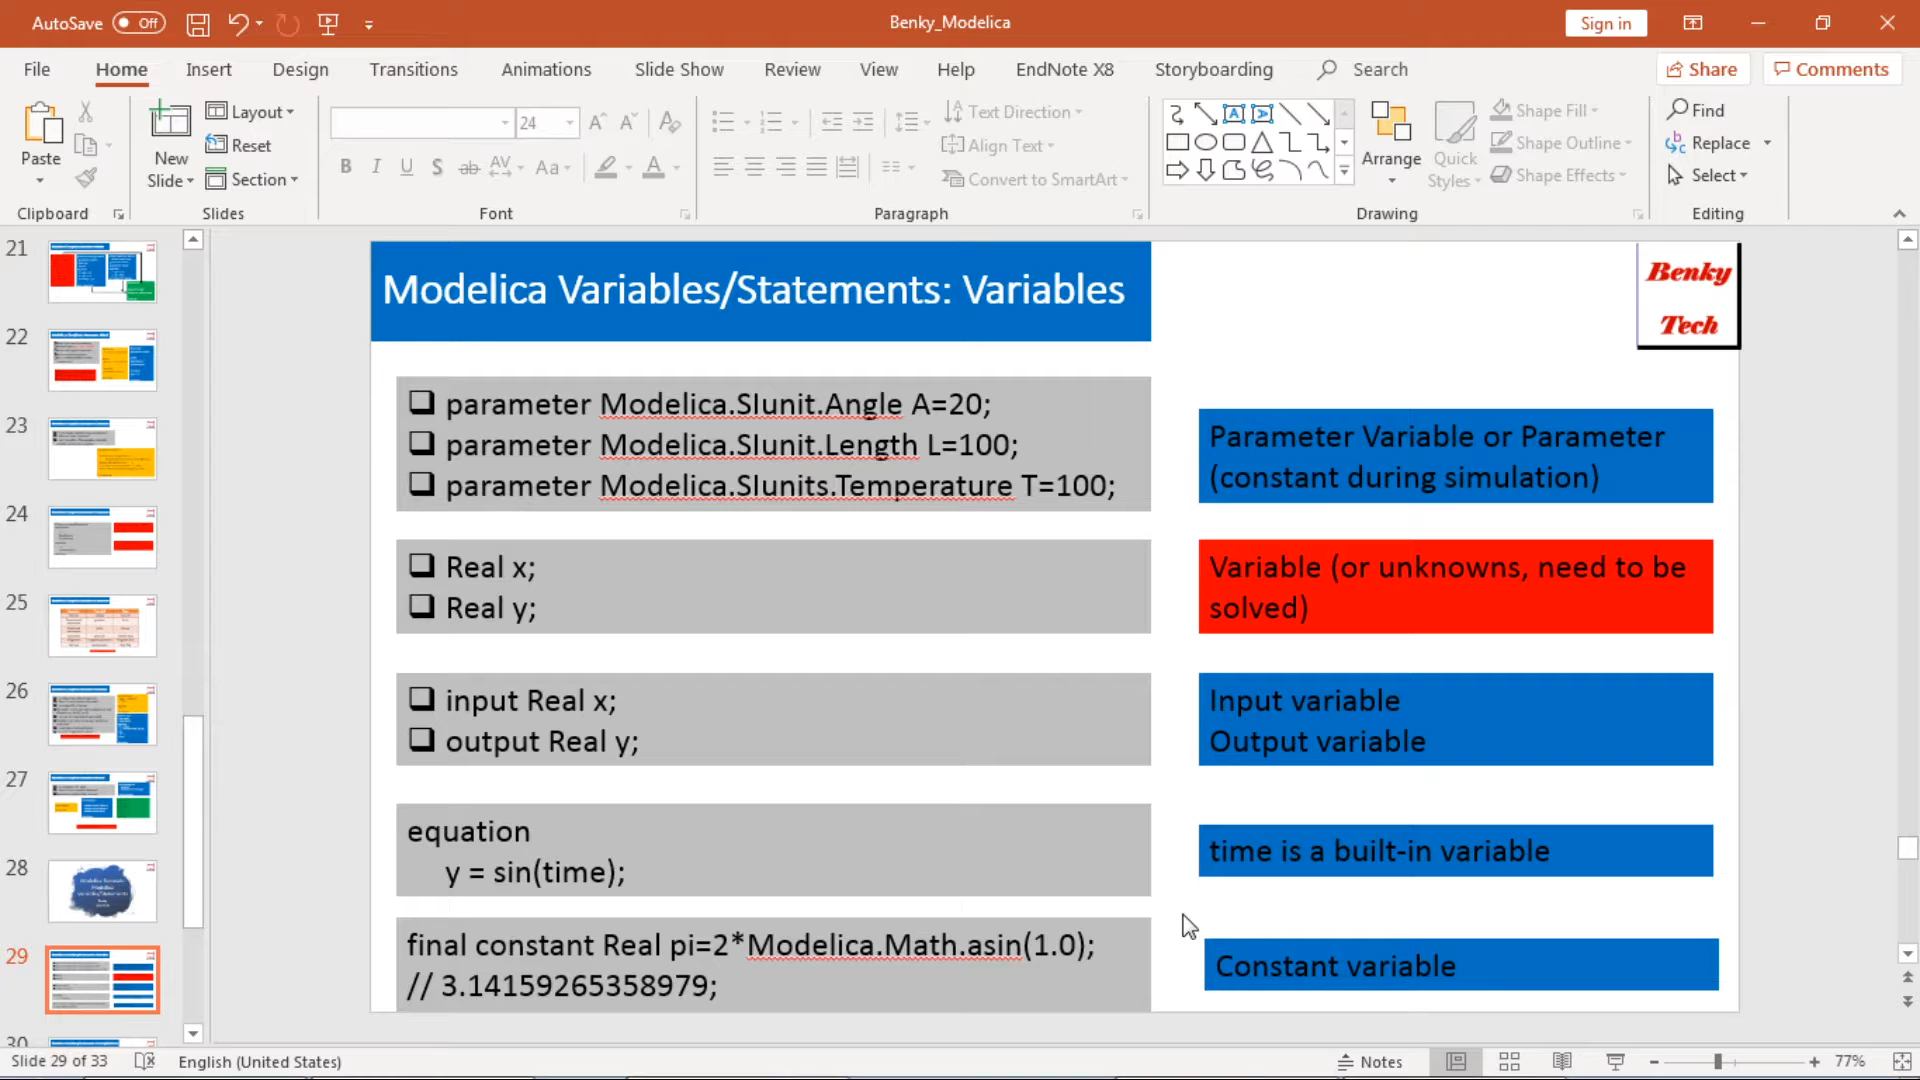 AutoSave Off
Benky_Modelica
Sign in
File Home Insert Design Transitions Animations Slide Show Review View Help EndNote X8 Storyboarding Search
Share Comments
Paste
Clipboard
New
Slide
Layout
Reset
Section
Slides
24
Font
Text Direction
Align Text
Convert to SmartArt
Paragraph
Arrange
Quick
Styles
Shape Fill
Shape Outline
Shape Effects
Drawing
Find
Replace
Select
Editing
21
22
23
24
25
26
27
28
29
30
Modelica Variables/Statements: Variables
Benky
Tech
parameter Modelica.SIunit.Angle A=20;
parameter Modelica.SIunit.Length L=100;
parameter Modelica.SIunits.Temperature T=100;
Parameter Variable or Parameter
(constant during simulation)
Real x;
Real y;
Variable (or unknowns, need to be
solved)
input Real x;
output Real y;
Input variable
Output variable
equation
y = sin(time);
time is a built-in variable
final constant Real pi=2*Modelica.Math.asin(1.0);
// 3.14159265358979;
Constant variable
Slide 29 of 33
English (United States)
Notes
77%